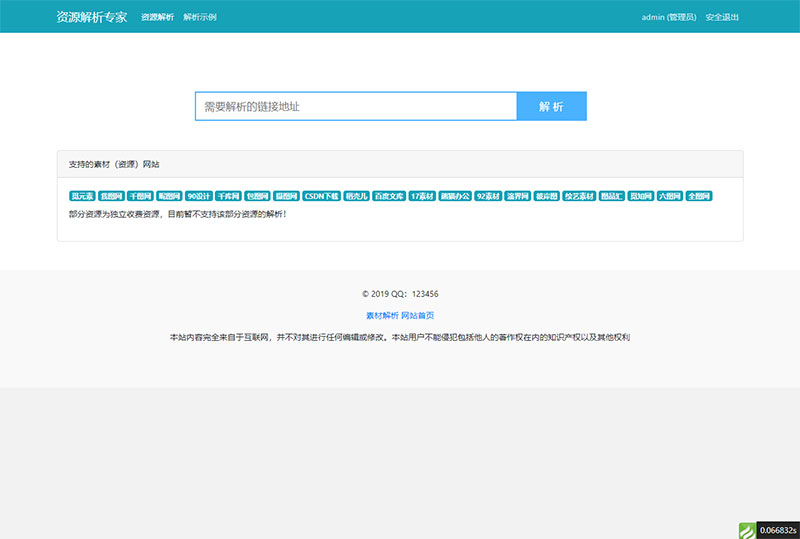 资源解析专家 资源解析 解析示例 admin (管理员) 安全退出
需要解析的链接地址 解 析
支持的素材（资源）网站
觅元素 我图网 千图网 昵图网 90设计 千库网 包图网 摄图网 CSDN下载 稻壳儿 百度文库 17素材 熊猫办公 92素材 演界网 彼岸图 绘艺素材 图品汇 觅知网 六图网 全图网
部分资源为独立收费资源，目前暂不支持该部分资源的解析！
© 2019 QQ：123456
素材解析 网站首页
本站内容完全来自于互联网，并不对其进行任何编辑或修改。本站用户不能侵犯包括他人的著作权在内的知识产权以及其他权利
0.066832s